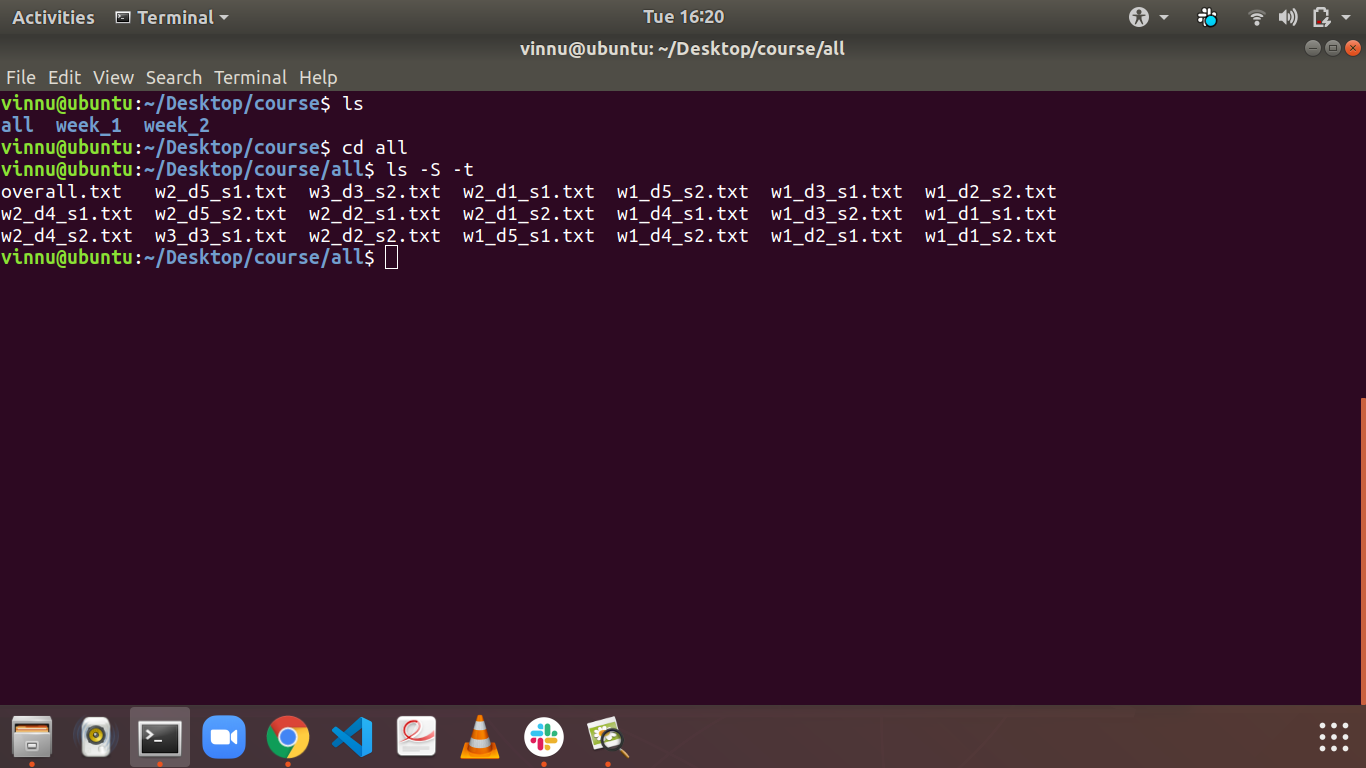 Activities Terminal Tue 16:20
vinnu@ubuntu: ~/Desktop/course/all
File Edit View Search Terminal Help
vinnu@ubuntu:~/Desktop/course$ ls
all  week_1  week_2
vinnu@ubuntu:~/Desktop/course$ cd all
vinnu@ubuntu:~/Desktop/course/all$ ls -S -t
overall.txt   w2_d5_s1.txt  w3_d3_s2.txt  w2_d1_s1.txt  w1_d5_s2.txt  w1_d3_s1.txt  w1_d2_s2.txt
w2_d4_s1.txt  w2_d5_s2.txt  w2_d2_s1.txt  w2_d1_s2.txt  w1_d4_s1.txt  w1_d3_s2.txt  w1_d1_s1.txt
w2_d4_s2.txt  w3_d3_s1.txt  w2_d2_s2.txt  w1_d5_s1.txt  w1_d4_s2.txt  w1_d2_s1.txt  w1_d1_s2.txt
vinnu@ubuntu:~/Desktop/course/all$